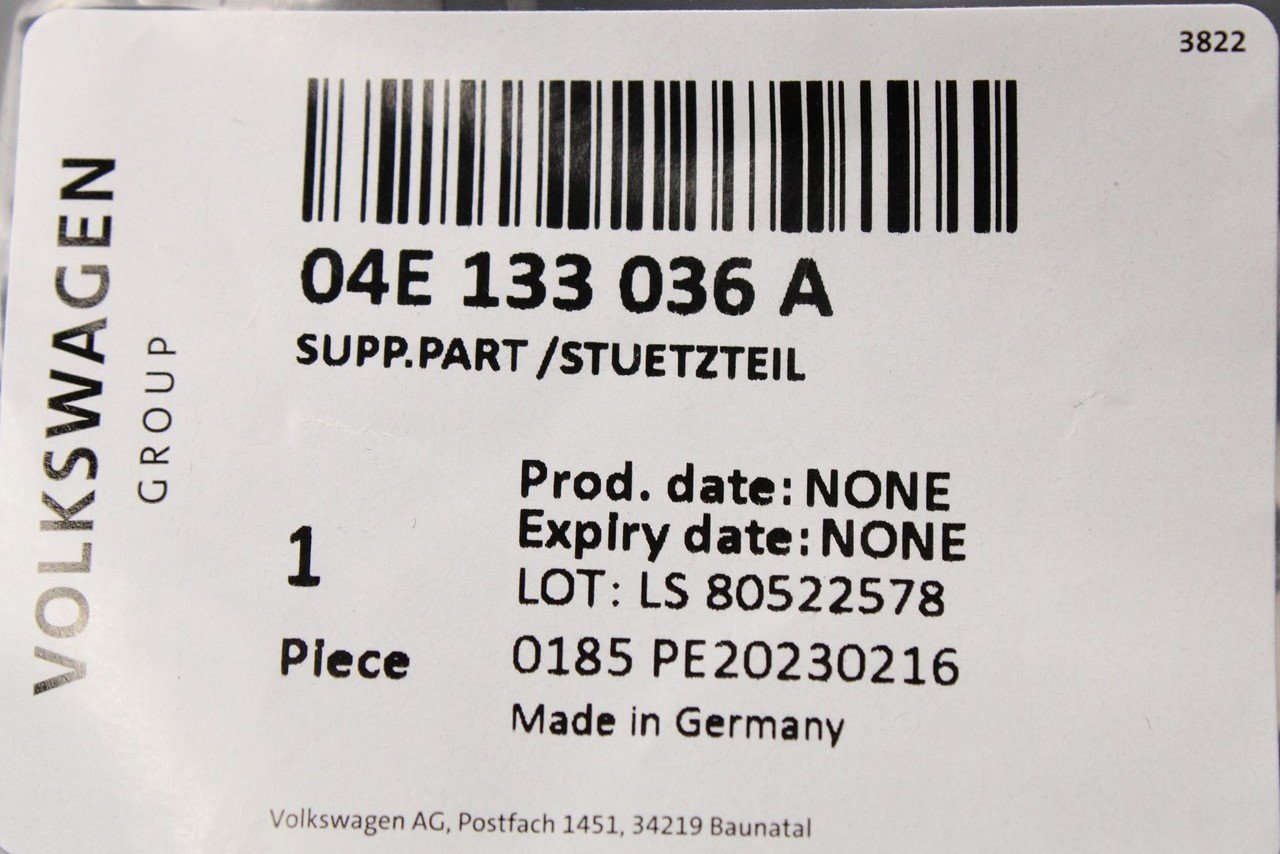 3822
VOLKSWAGEN
GROUP
04E 133 036 A
SUPP.PART /STUETZTEIL
Prod. date: NONE
Expiry date: NONE
1
LOT: LS 80522578
Piece
0185 PE20230216
Made in Germany
Volkswagen AG, Postfach 1451, 34219 Baunatal